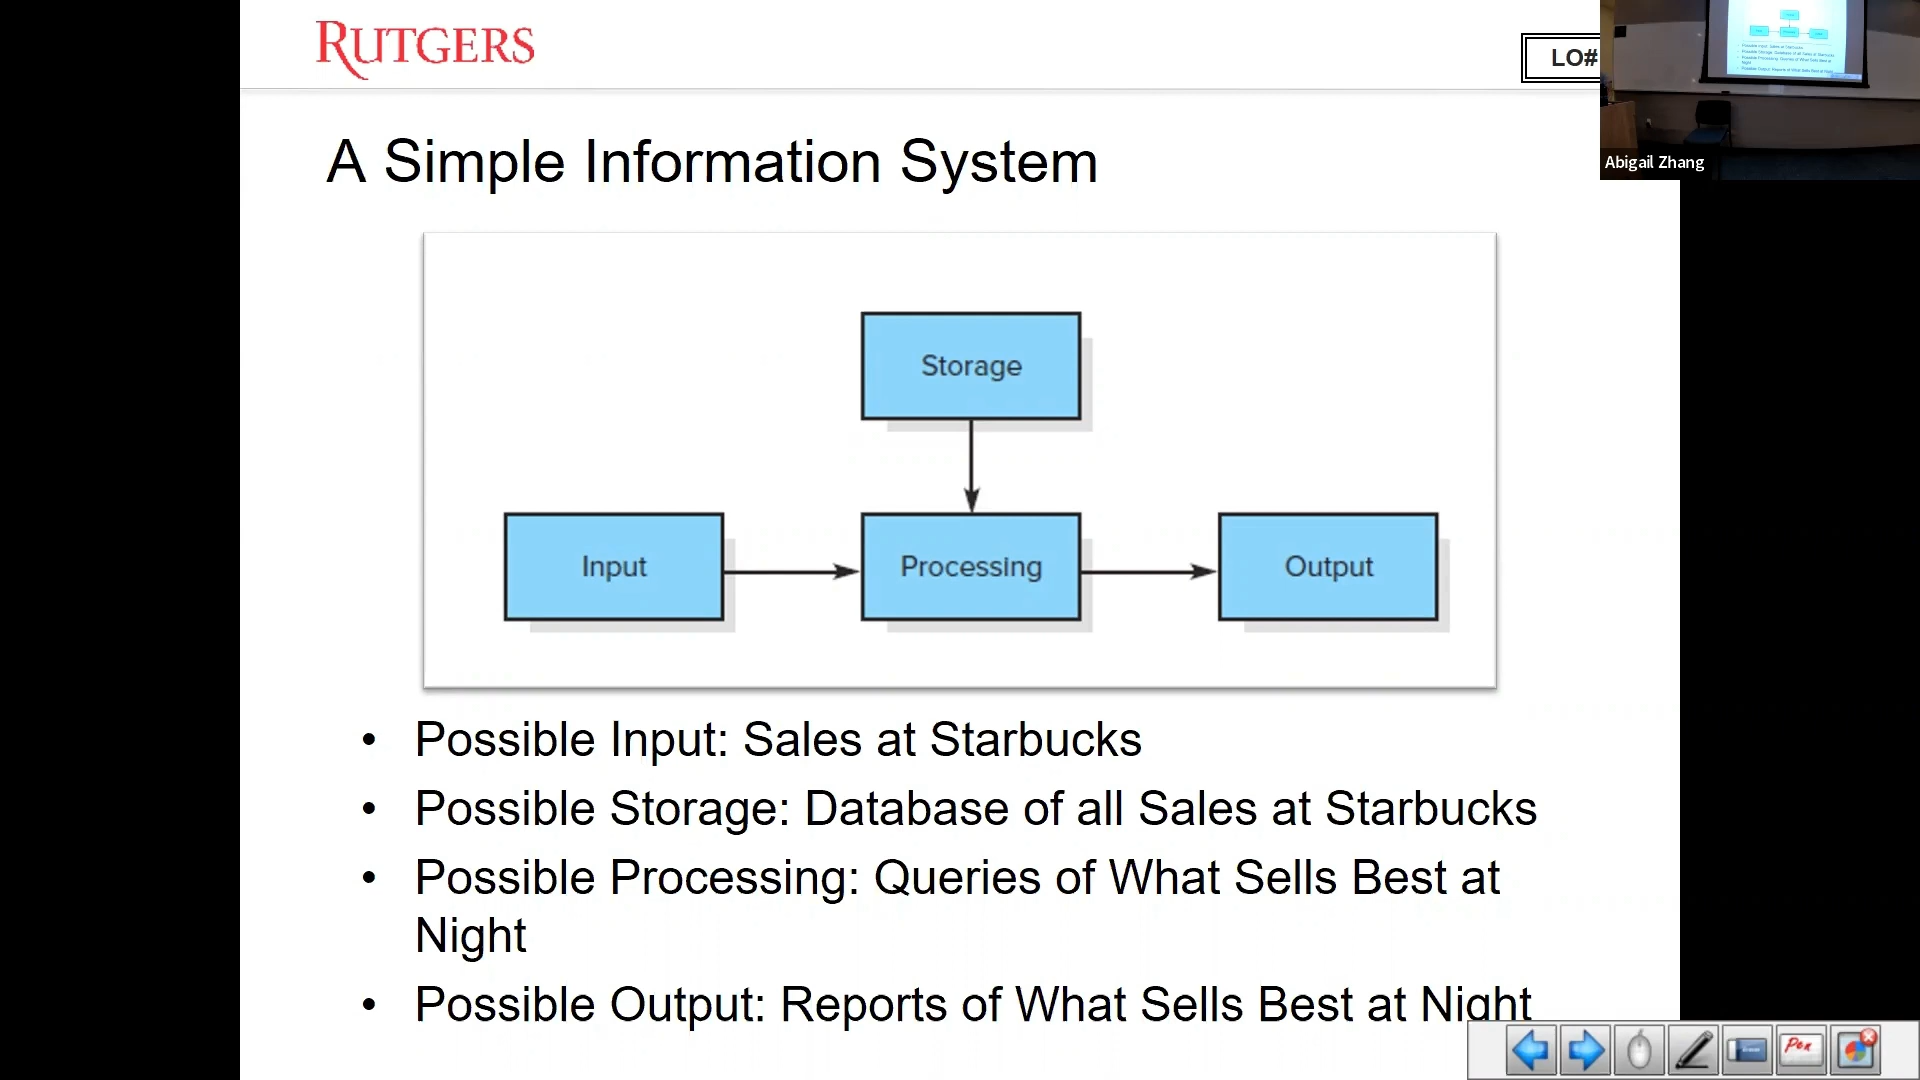 RUTGERS
LO#
A Simple Information System
Abigail Zhang
Storage
Input
Processing
Output
• Possible Input: Sales at Starbucks
• Possible Storage: Database of all Sales at Starbucks
• Possible Processing: Queries of What Sells Best at
Night
• Possible Output: Reports of What Sells Best at Night
Pen